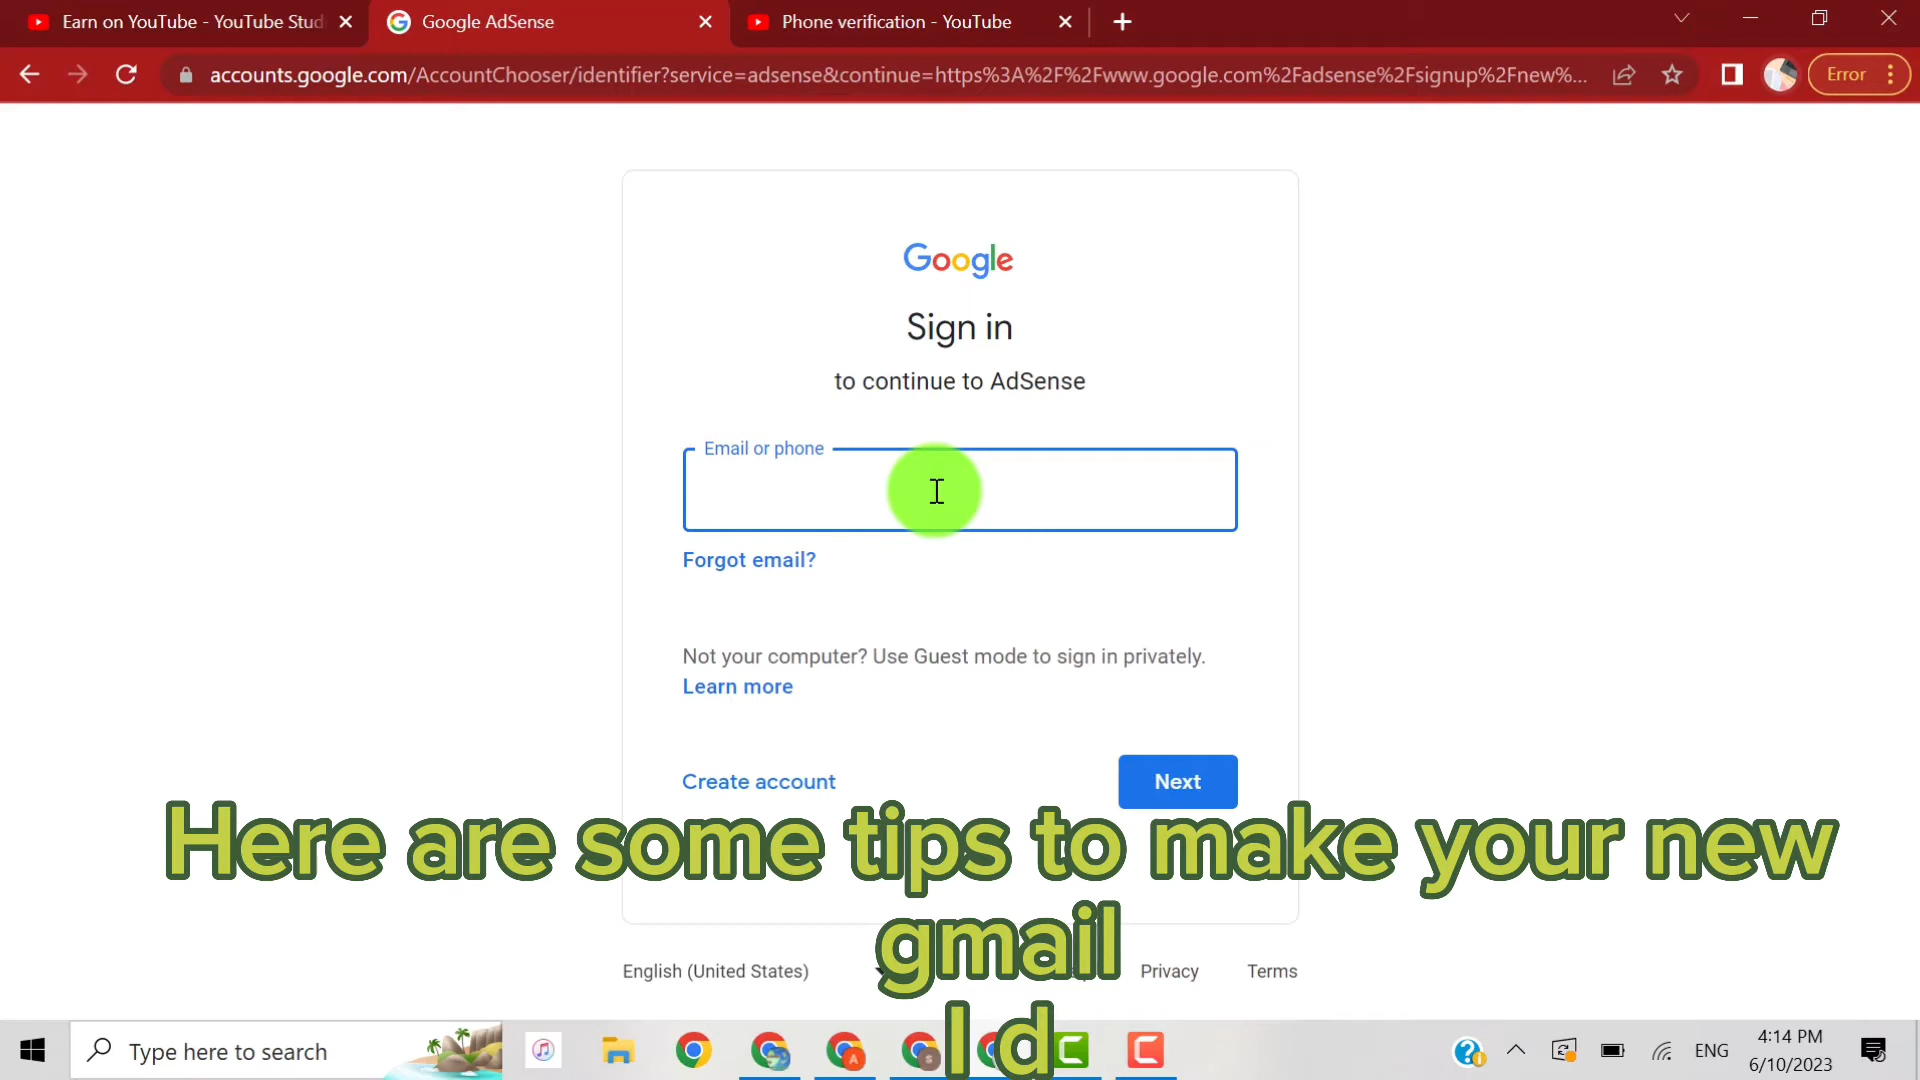 Earn on YouTube - YouTube Stud
Google AdSense
Phone verification - YouTube
accounts.google.com/AccountChooser/identifier?service=adsense&continue=https%3A%2F%2Fwww.google.com%2Fadsense%2Fsignup%2Fnew%...
Error
Google
Sign in
to continue to AdSense
Email or phone
Forgot email?
Not your computer? Use Guest mode to sign in privately.
Learn more
Create account
Next
Here are some tips to make your new
gmail
I d
English (United States)
Privacy
Terms
Type here to search
A
S
ENG
4:14 PM
6/10/2023